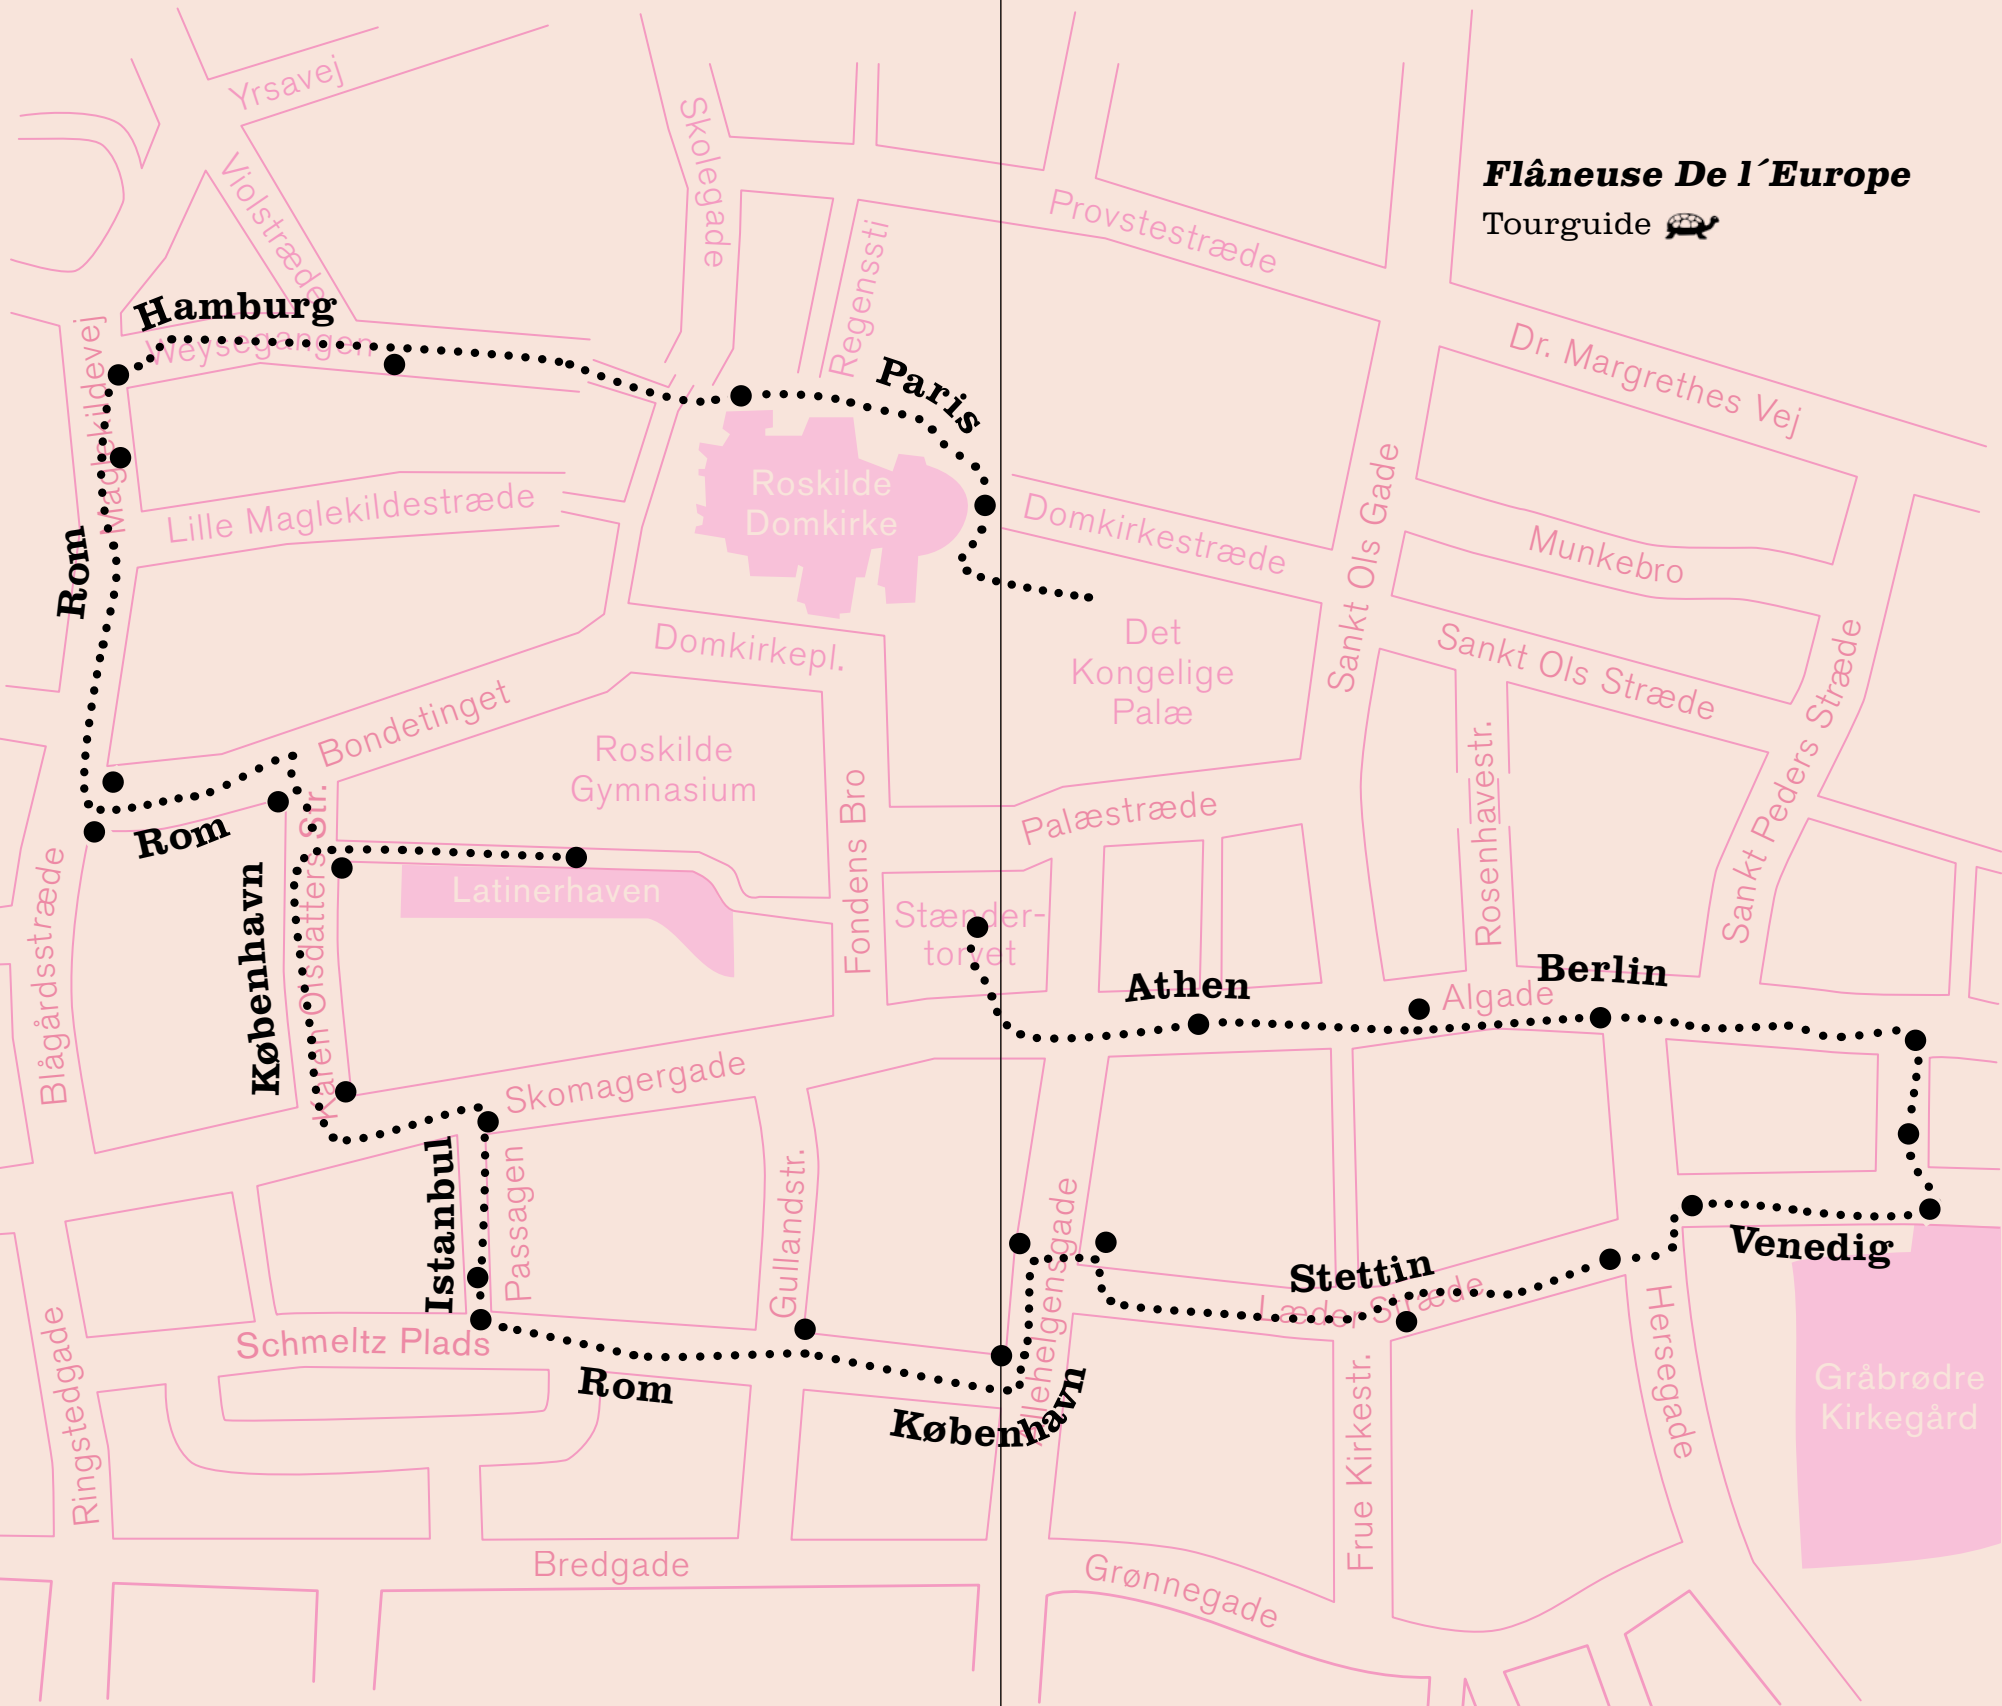 Yrsavej
Skolegade
Violstræde
Flâneuse De l´Europe
Tourguide
Provstestræde
Regenssti
Hamburg
Weysegangen
Maglekildevej
Paris
Dr. Margrethes Vej
Roskilde
Domkirke
Lille Maglekildestræde
Domkirkestræde
Sankt Ols Gade
Munkebro
Rom
Domkirkepl.
Det
Kongelige
Palæ
Sankt Ols Stræde
Sankt Peders Stræde
Bondetinget
Roskilde
Gymnasium
Rosenhavestr.
Palæstræde
Fondens Bro
Rom
Karen Olsdatters Str.
København
Latinerhaven
Blågårdsstræde
Stænder-
torvet
Athen
Algade
Berlin
Skomagergade
Istanbul
Passagen
Gullandstr.
Allehelgensgade
Venedig
Stettin
Læder Stræde
Hersegade
Schmeltz Plads
Ringstedgade
Rom
København
Frue Kirkestr.
Gråbrødre
Kirkegård
Bredgade
Grønnegade